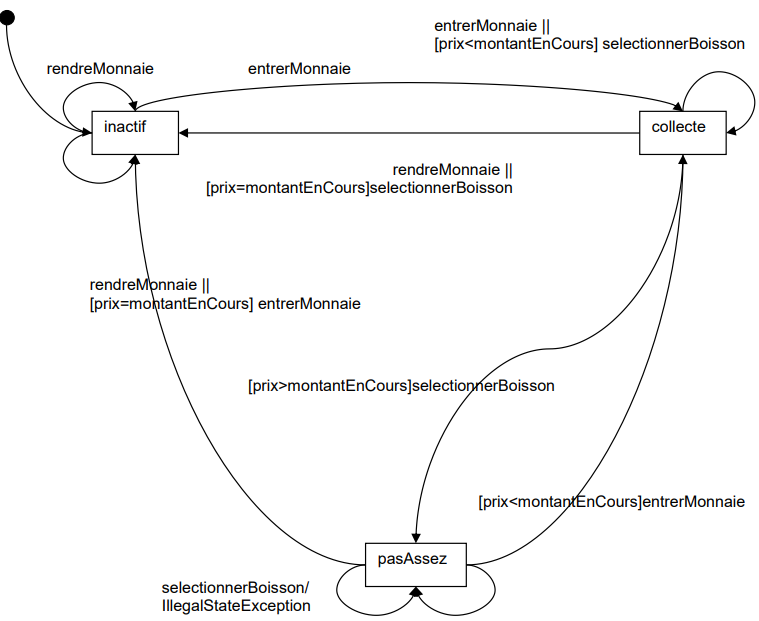 entrerMonnaie ||
[prix<montantEnCours] selectionnerBoisson
rendreMonnaie
entrerMonnaie
inactif
collecte
rendreMonnaie ||
[prix=montantEnCours]selectionnerBoisson
rendreMonnaie ||
[prix=montantEnCours] entrerMonnaie
[prix>montantEnCours]selectionnerBoisson
[prix<montantEnCours]entrerMonnaie
pasAssez
selectionnerBoisson/
IllegalStateException